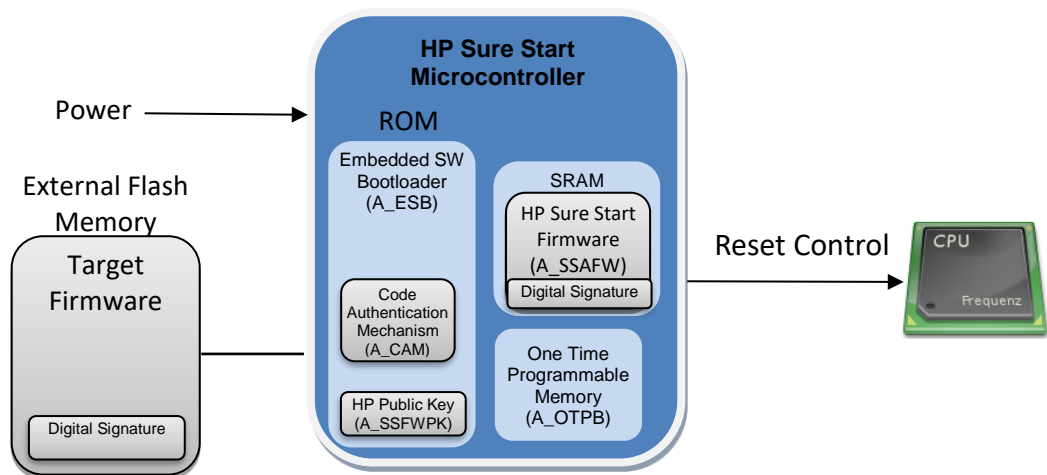 HP Sure Start
Microcontroller
Power
ROM
Embedded SW
Bootloader
(A_ESB)
SRAM
External Flash
Memory
HP Sure Start
Firmware
(A_SSAFW)
Digital Signature
Reset Control
CPU
Frequenz
Target
Firmware
Code
Authentication
Mechanism
(A_CAM)
One Time
Programmable
Memory
(A_OTPB)
HP Public Key
(A_SSFWPK)
Digital Signature